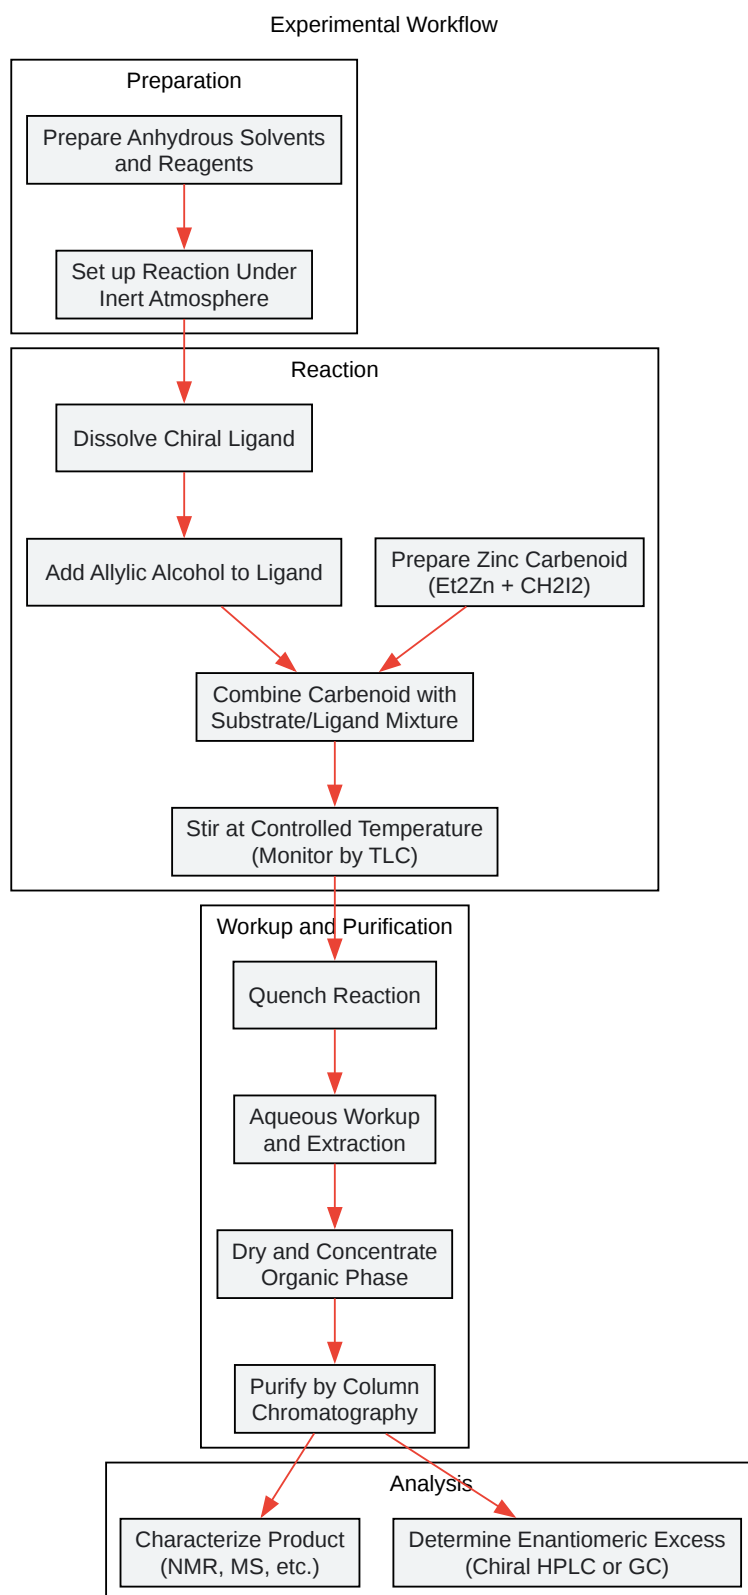 Experimental Workflow
Preparation
Prepare Anhydrous Solvents
and Reagents
Set up Reaction Under
Inert Atmosphere
Reaction
Dissolve Chiral Ligand
Add Allylic Alcohol to Ligand
Prepare Zinc Carbenoid
(Et2Zn + CH2I2)
Combine Carbenoid with
Substrate/Ligand Mixture
Stir at Controlled Temperature
(Monitor by TLC)
Workup and Purification
Quench Reaction
Aqueous Workup
and Extraction
Dry and Concentrate
Organic Phase
Purify by Column
Chromatography
Analysis
Characterize Product
(NMR, MS, etc.)
Determine Enantiomeric Excess
(Chiral HPLC or GC)